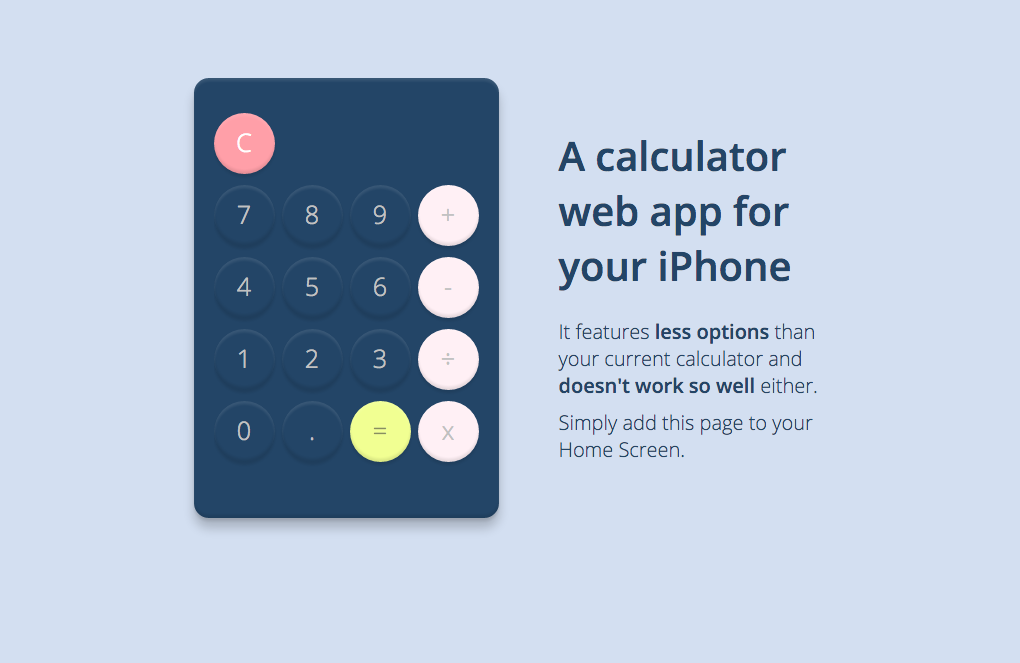 C
7 8 9 +
4 5 6 -
1 2 3 ÷
0 . = x
A calculator
web app for
your iPhone
It features less options than
your current calculator and
doesn't work so well either.
Simply add this page to your
Home Screen.